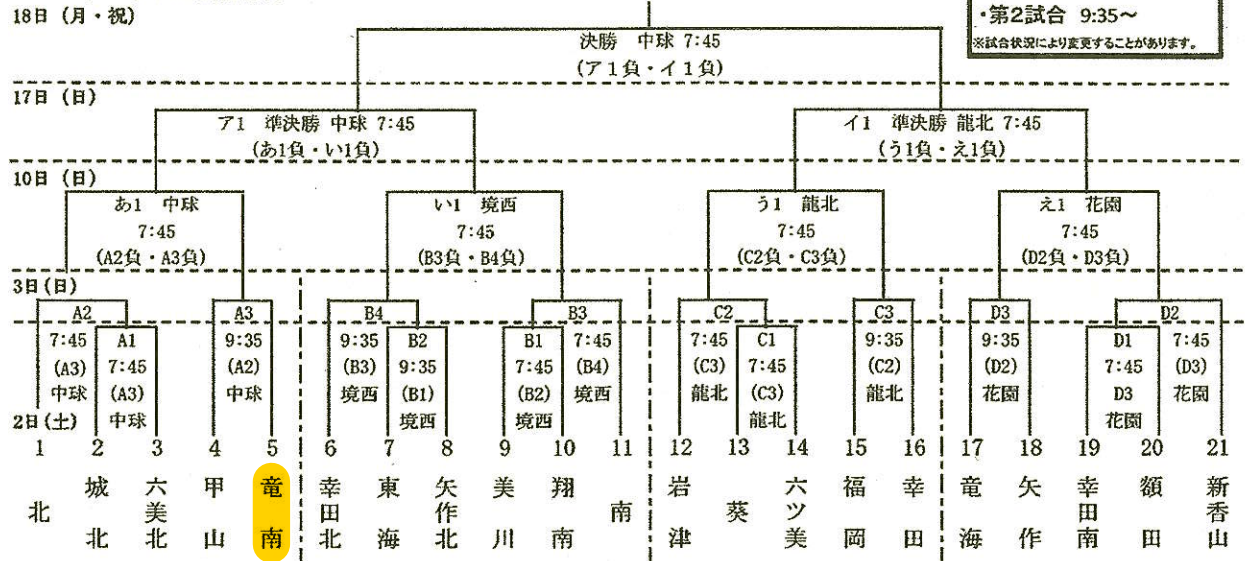 18日(月・祝)
・第2試合 9:35～
※試合状況により変更することがあります。
決勝 中球 7:45
(ア1負・イ1負)
17日(日)
ア1 準決勝 中球 7:45
(あ1負・い1負)
イ1 準決勝 龍北 7:45
(う1負・え1負)
10日(日)
あ1 中球
7:45
(A2負・A3負)
い1 境西
7:45
(B3負・B4負)
う1 龍北
7:45
(C2負・C3負)
え1 花園
7:45
(D2負・D3負)
3日(日)
A2 A3 B4 B3 C2 C3 D3 D2
7:45 A1 9:35 9:35 B2 B1 7:45 7:45 C1 9:35 9:35 D1 7:45
(A3) 7:45 (A2) (B3) 9:35 7:45 (B4) (C3) 7:45 (C2) (D2) 7:45 (D3)
中球 (A3) 中球 境西 (B1) (B2) 境西 龍北 (C3) 龍北 花園 D3 花園
2日(土) 中球 境西 境西 龍北 花園
1 2 3 4 5 6 7 8 9 10 11 12 13 14 15 16 17 18 19 20 21
北
城北
六美北
甲山
竜南
幸田北
東海
矢作北
美川
翔南
南
岩津
葵
六ツ美
福岡
幸田
竜海
矢作
幸田南
額田
新香山